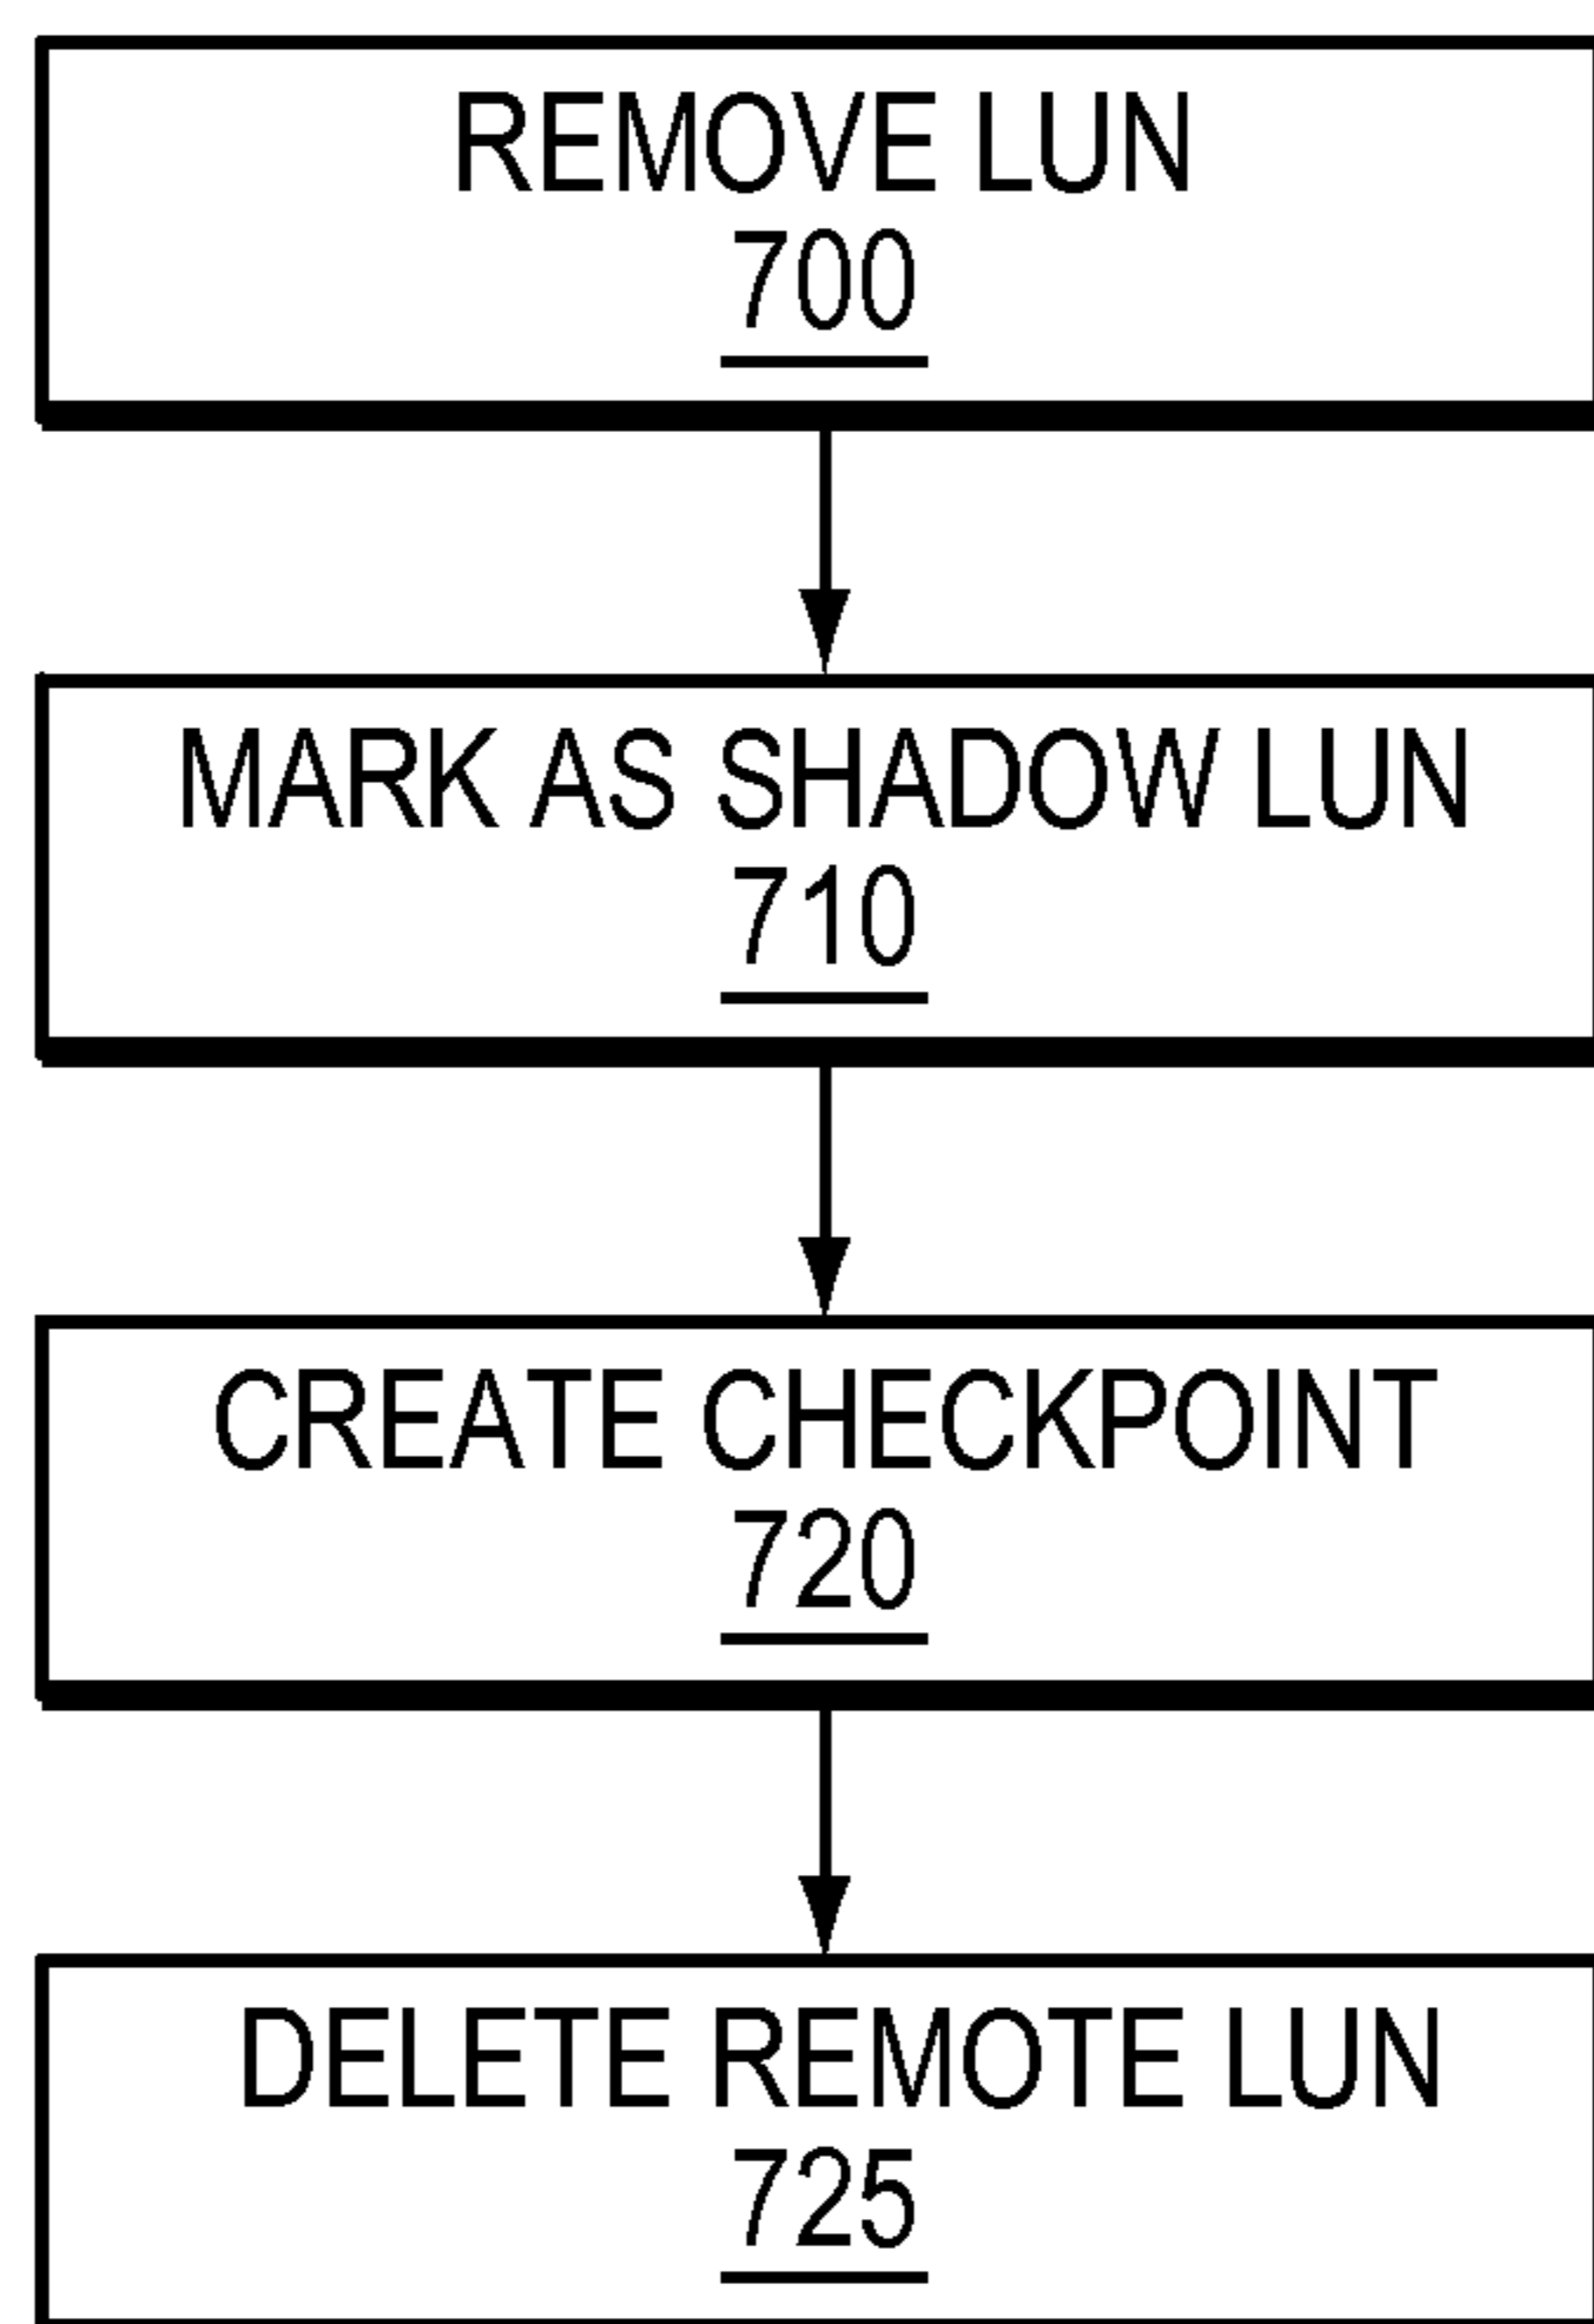 REMOVE LUN
700
MARK AS SHADOW LUN
710
CREATE CHECKPOINT
720
DELETE REMOTE LUN
725